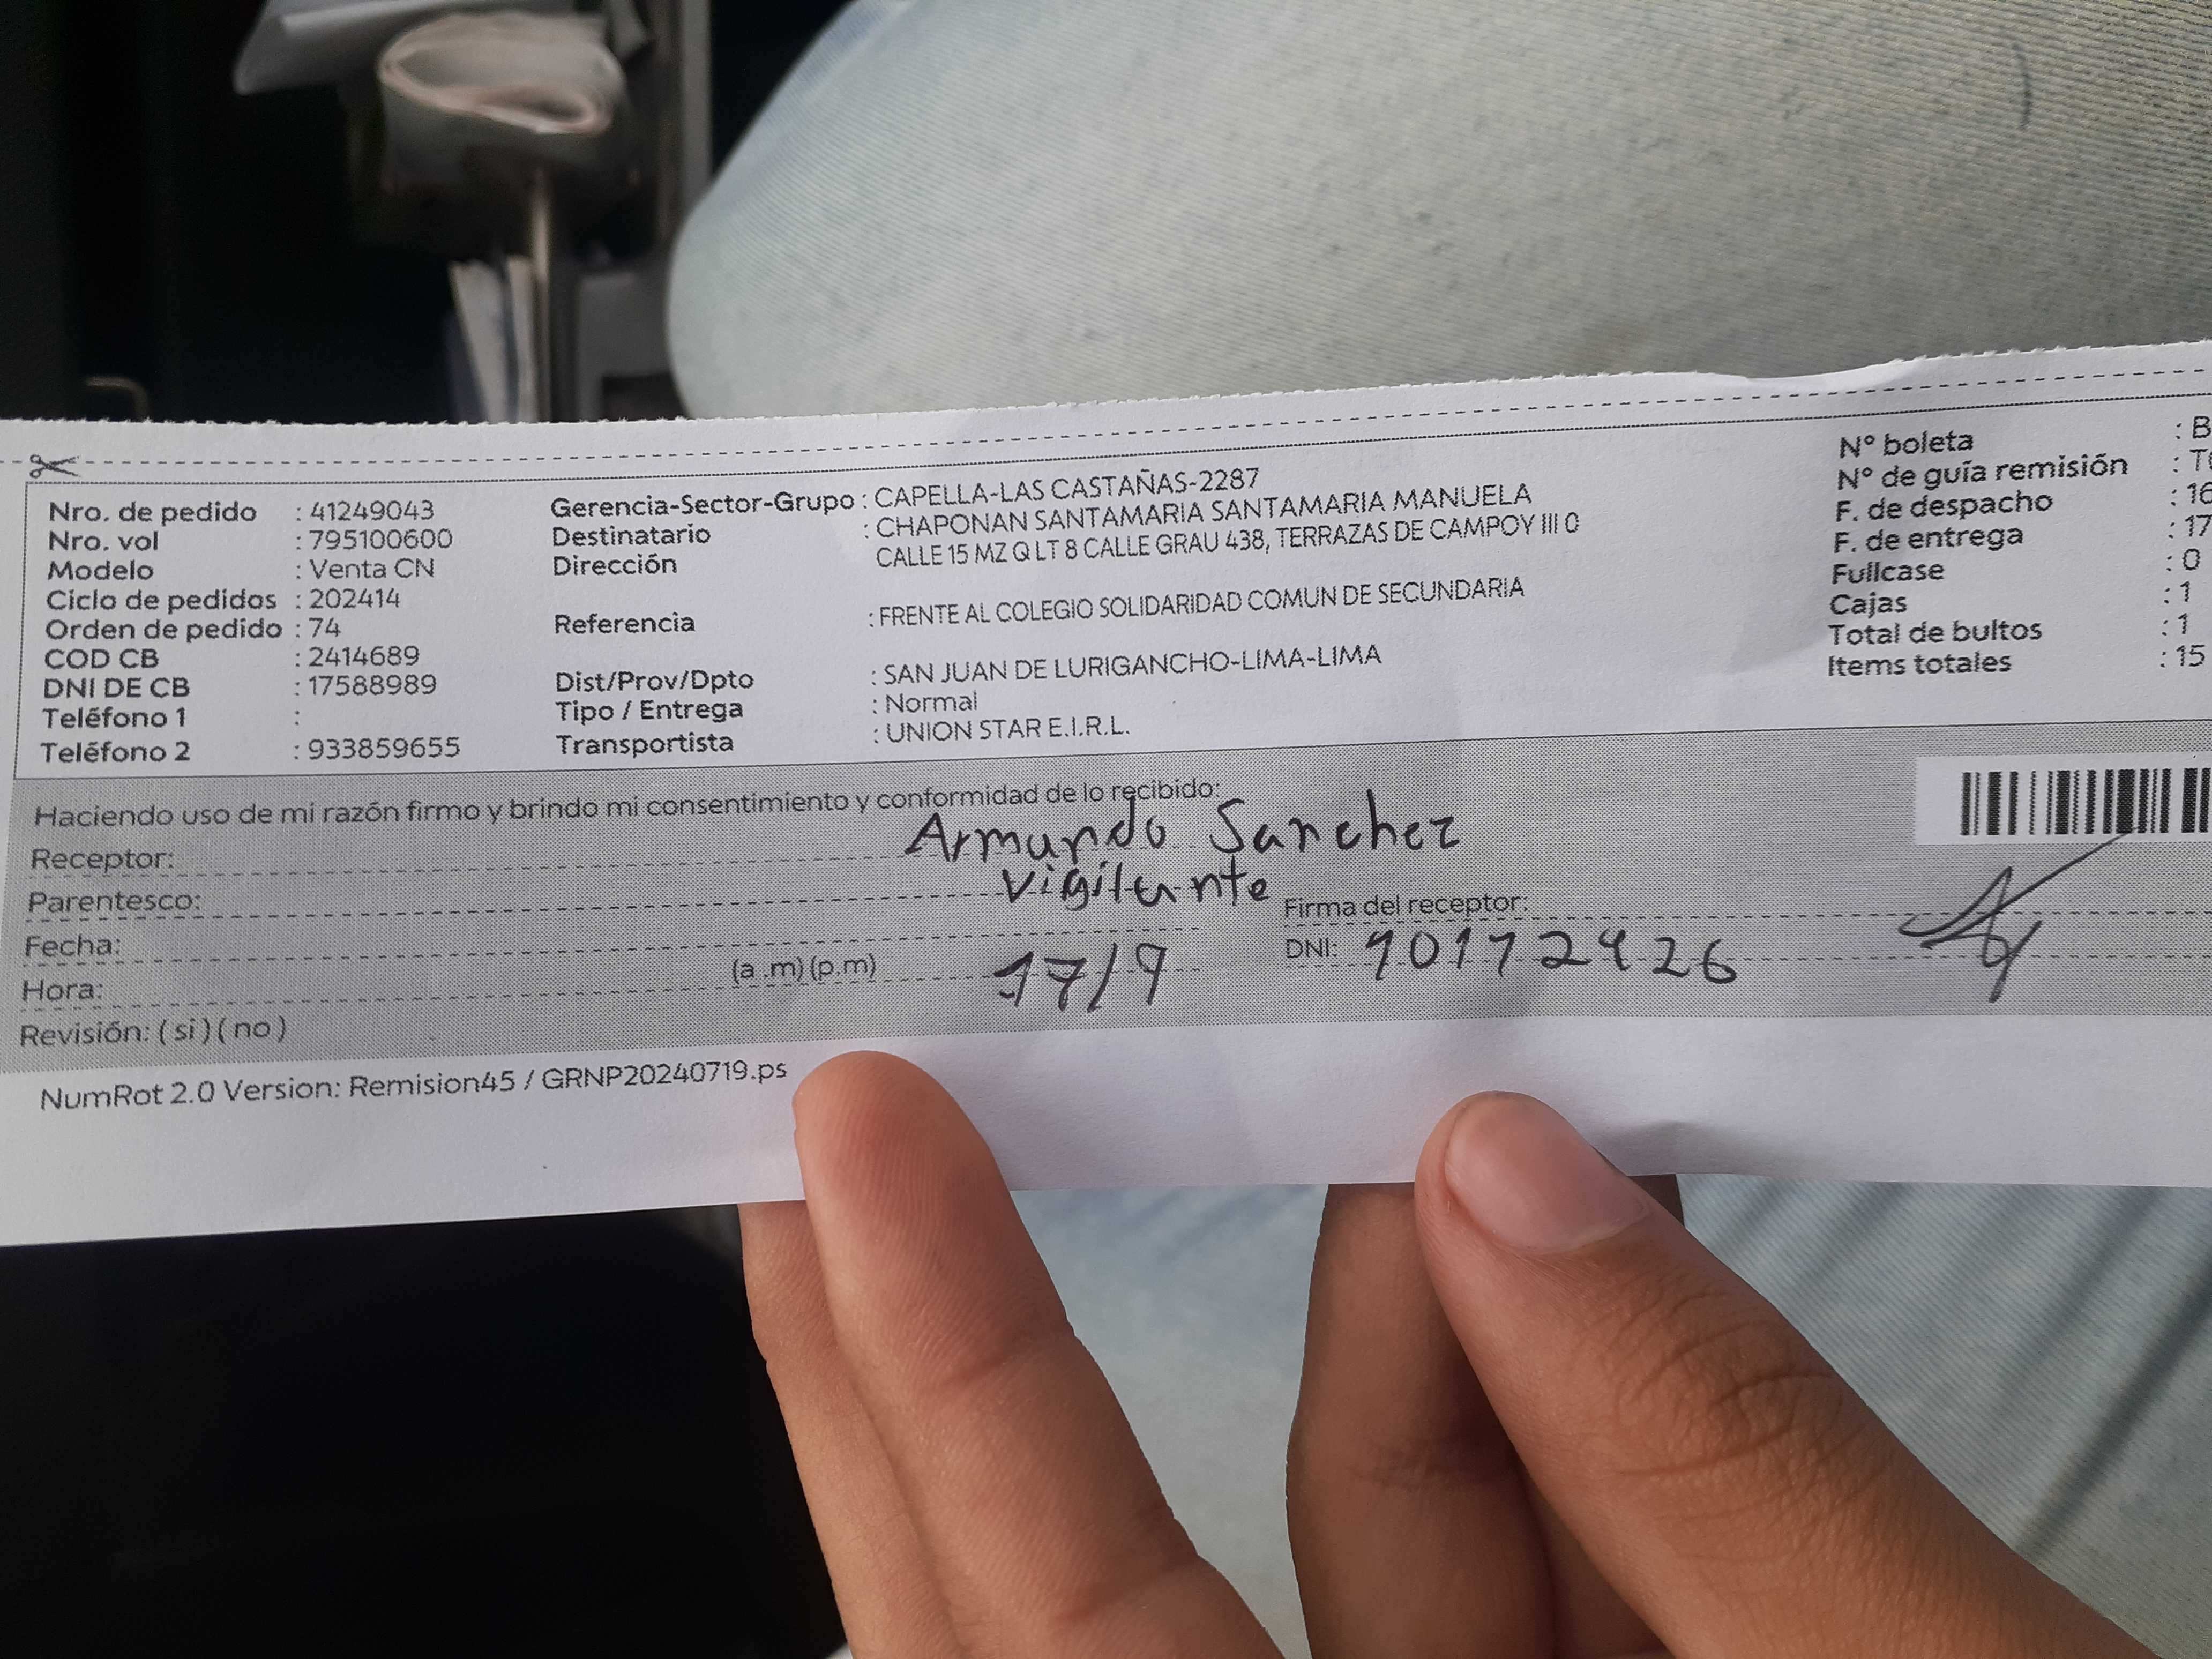 Nro. de pedido : 41249043
Nro. vol : 795100600
Modelo : Venta CN
Ciclo de pedidos : 202414
Orden de pedido : 74
COD CB : 2414689
DNI DE CB : 17588989
Teléfono 1 :
Teléfono 2 : 933859655
Gerencia-Sector-Grupo : CAPELLA-LAS CASTAÑAS-2287
Destinatario : CHAPONAN SANTAMARIA SANTAMARIA MANUELA
Dirección CALLE 15 MZ Q LT 8 CALLE GRAU 438, TERRAZAS DE CAMPOY III 0
Referencia : FRENTE AL COLEGIO SOLIDARIDAD COMUN DE SECUNDARIA
Dist/Prov/Dpto : SAN JUAN DE LURIGANCHO-LIMA-LIMA
Tipo / Entrega : Normal
Transportista : UNION STAR E.I.R.L.
N° boleta : B
N° de guía remisión :
F. de despacho : 16
F. de entrega : 17
Fullcase : 0
Cajas : 1
Total de bultos : 1
Items totales : 15
Haciendo uso de mi razón firmo y brindo mi consentimiento y conformidad de lo recibido:
Receptor: Armando Sanchez
Parentesco: Vigilante
Firma del receptor:
Fecha:
DNI: 10172926
Hora: (a .m) (p.m) 17/9
Revisión: ( si ) ( no )
NumRot 2.0 Version: Remision45 / GRNP20240719.ps